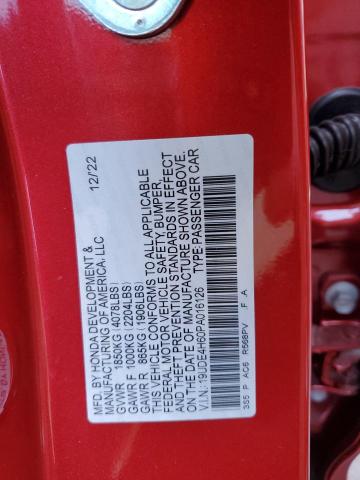 MFD. BY HONDA DEVELOPMENT & 12/22
MANUFACTURING OF AMERICA, LLC
GVWR 1850KG (4078LBS)
GAWR F 1000KG (2204LBS)
GAWR R 865KG (1906LBS)
THIS VEHICLE CONFORMS TO ALL APPLICABLE
FEDERAL MOTOR VEHICLE SAFETY, BUMPER,
AND THEFT PREVENTION STANDARDS IN EFFECT
ON THE DATE OF MANUFACTURE SHOWN ABOVE.
V.I.N.: 19UDE4H60PA016126 TYPE: PASSENGER CAR
3S5 P AC6 R568PV F A